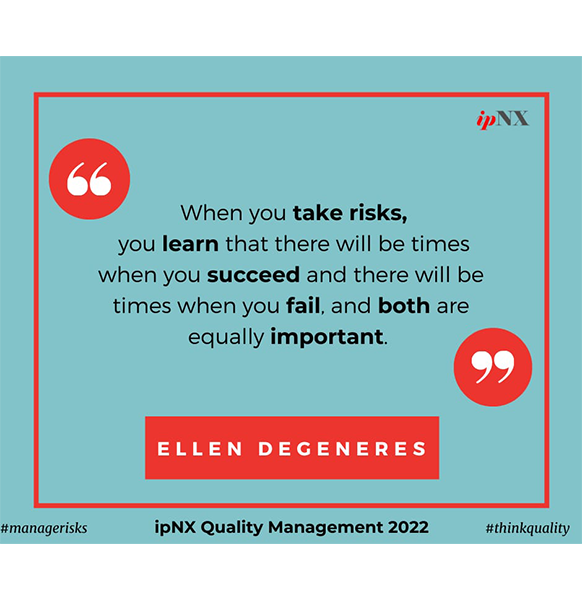 ipNX
“
When you take risks,
you learn that there will be times
when you succeed and there will be
times when you fail, and both are
equally important.
”
ELLEN DEGENERES
#managerisks ipNX Quality Management 2022 #thinkquality